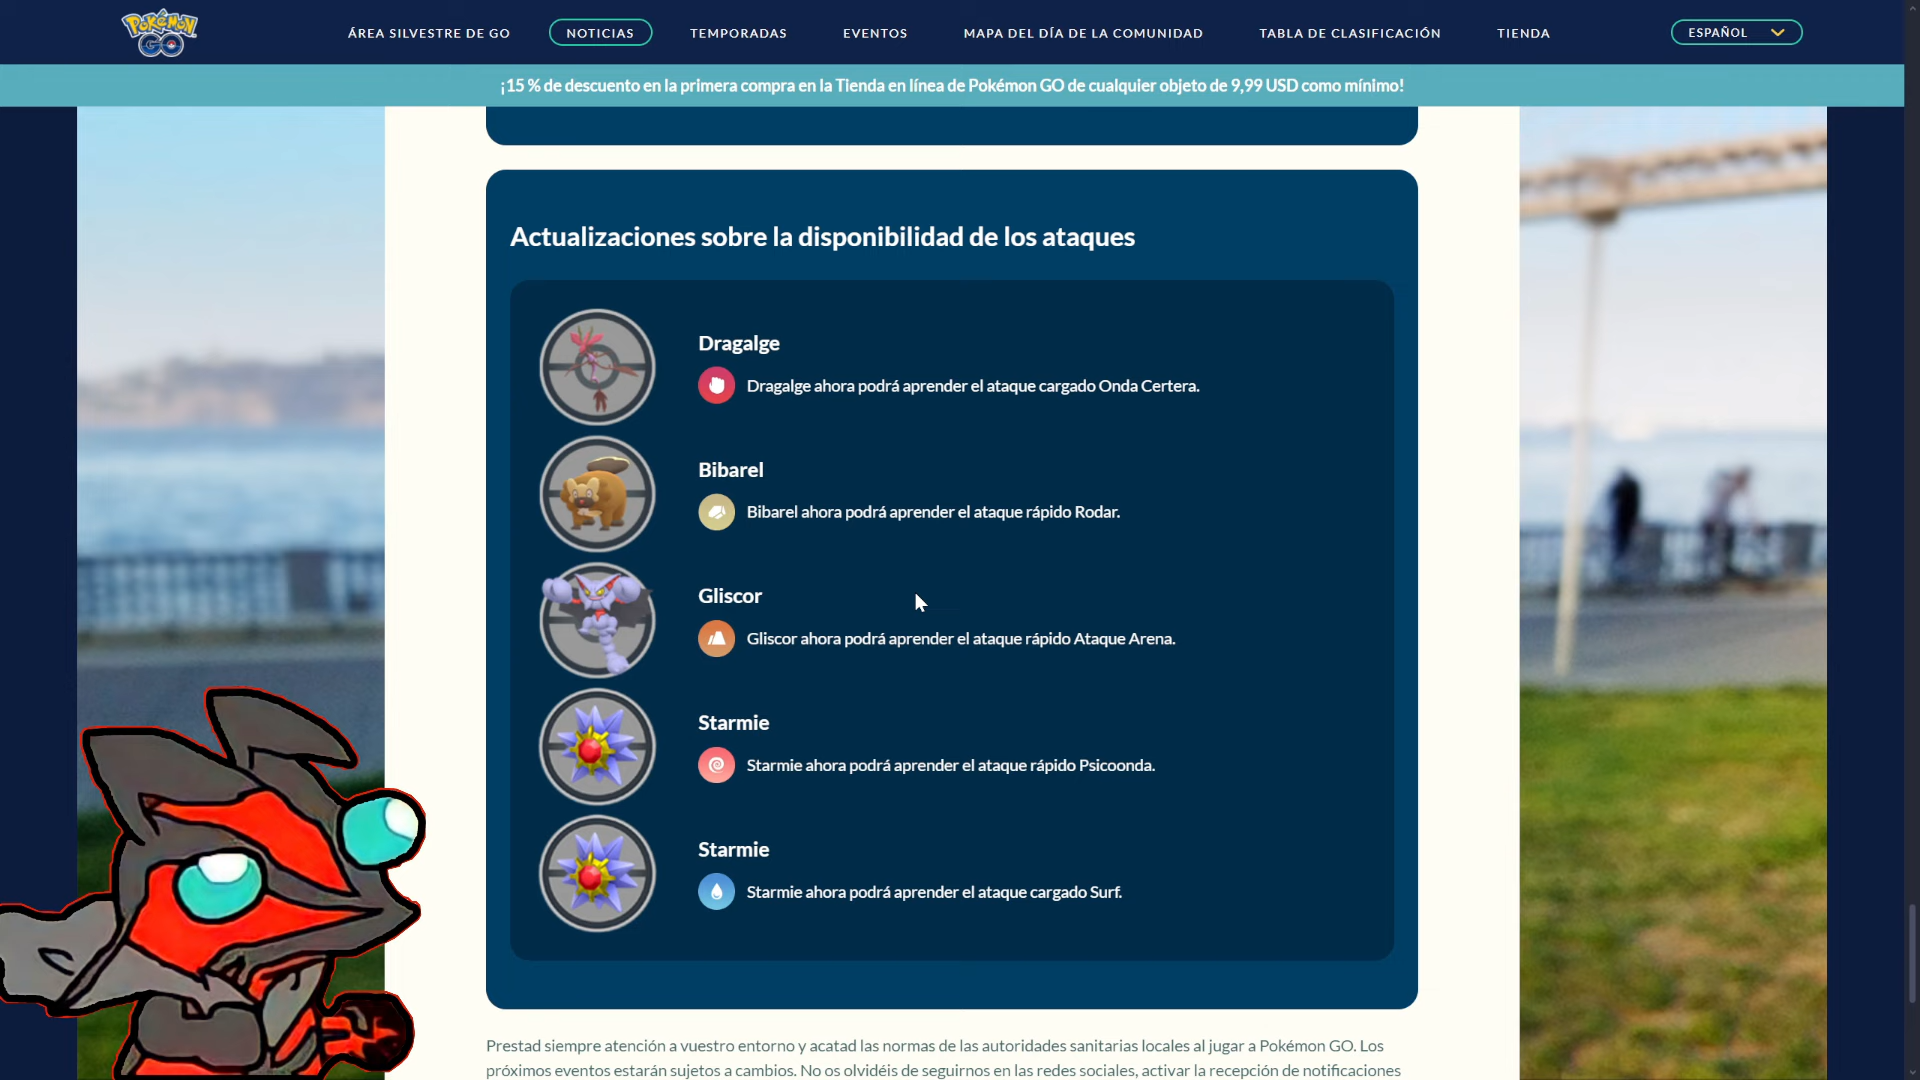 Pokémon GO
ÁREA SILVESTRE DE GO
NOTICIAS
TEMPORADAS
EVENTOS
MAPA DEL DÍA DE LA COMUNIDAD
TABLA DE CLASIFICACIÓN
TIENDA
ESPAÑOL
¡15 % de descuento en la primera compra en la Tienda en línea de Pokémon GO de cualquier objeto de 9,99 USD como mínimo!
Actualizaciones sobre la disponibilidad de los ataques
Dragalge
Dragalge ahora podrá aprender el ataque cargado Onda Certera.
Bibarel
Bibarel ahora podrá aprender el ataque rápido Rodar.
Gliscor
Gliscor ahora podrá aprender el ataque rápido Ataque Arena.
Starmie
Starmie ahora podrá aprender el ataque rápido Psicoonda.
Starmie
Starmie ahora podrá aprender el ataque cargado Surf.
Prestad siempre atención a vuestro entorno y acatad las normas de las autoridades sanitarias locales al jugar a Pokémon GO. Los
próximos eventos estarán sujetos a cambios. No os olvidéis de seguirnos en las redes sociales, activar la recepción de notificaciones